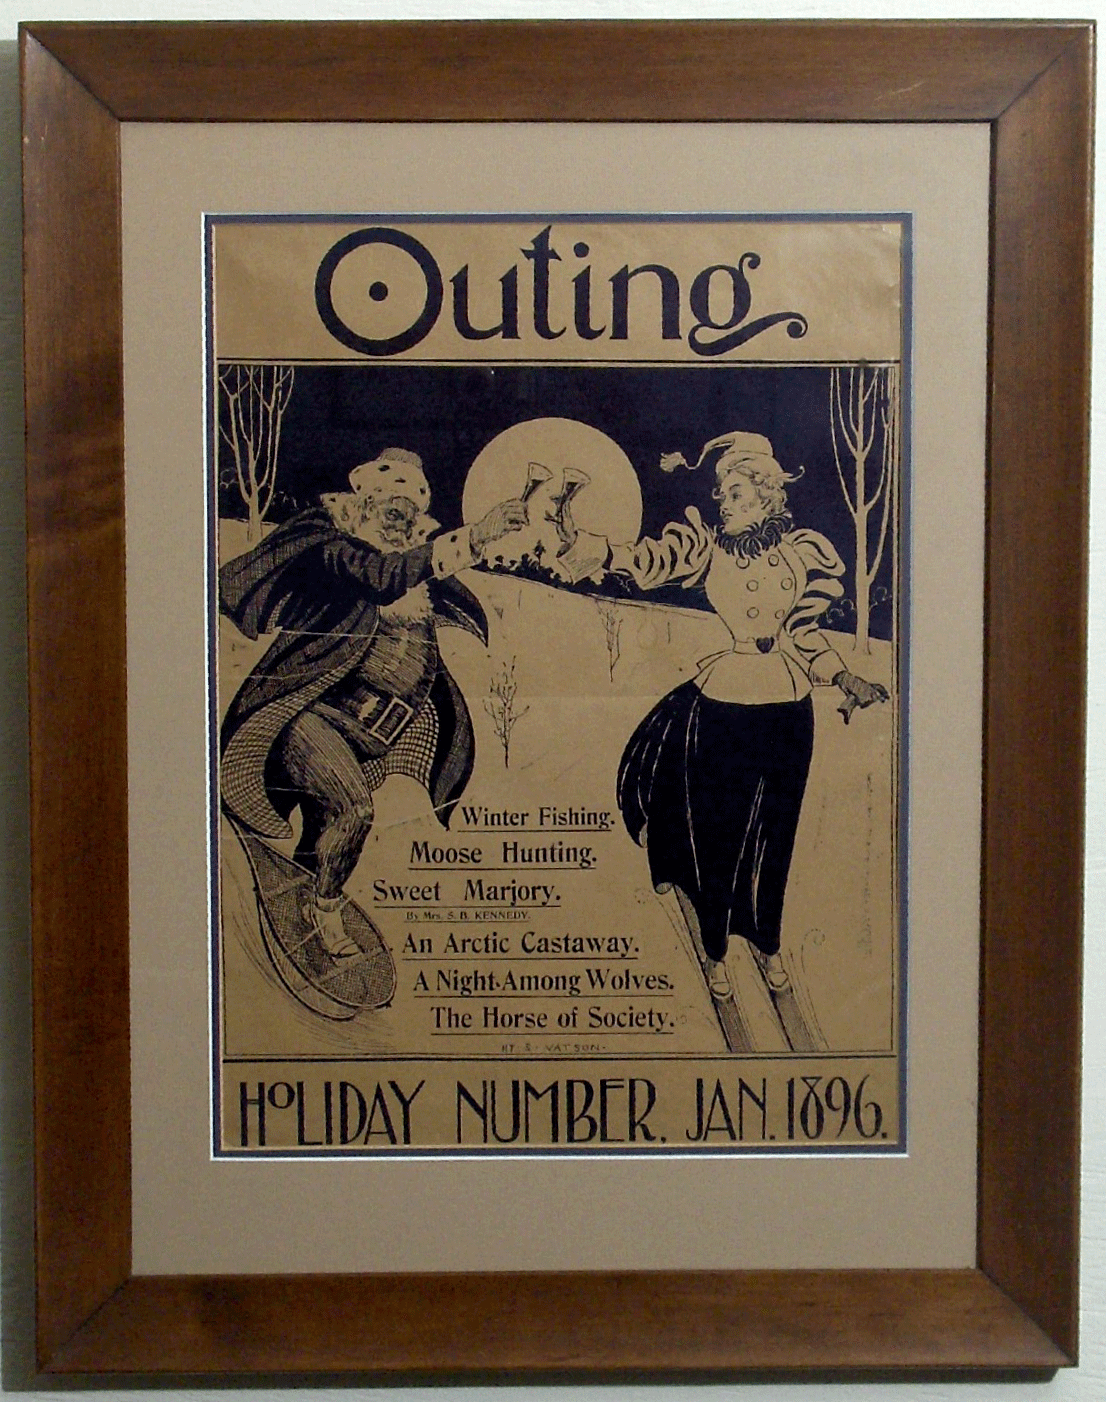 Outing
Winter Fishing.
Moose Hunting.
Sweet Marjory.
By Mrs. S. B. KENNEDY.
An Arctic Castaway.
A Night Among Wolves.
The Horse of Society.
HOLIDAY NUMBER. JAN. 1896.